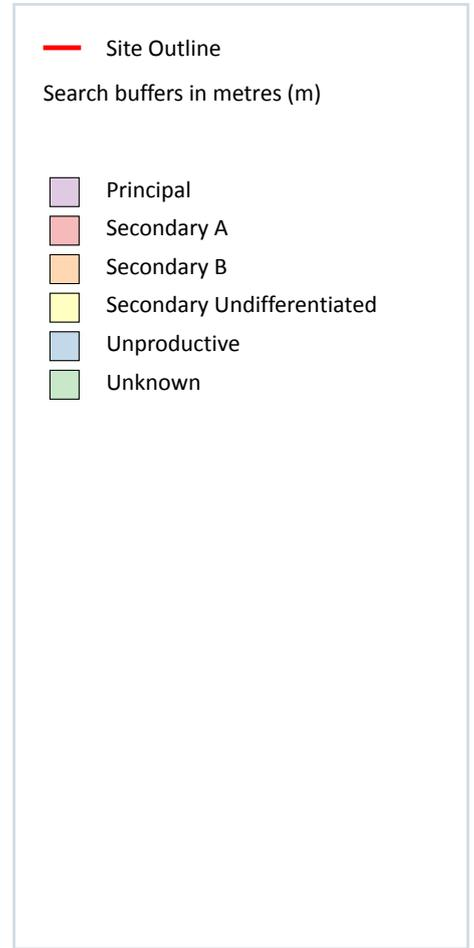 Site Outline
Search buffers in metres (m)
Principal
Secondary A
Secondary B
Secondary Undifferentiated
Unproductive
Unknown